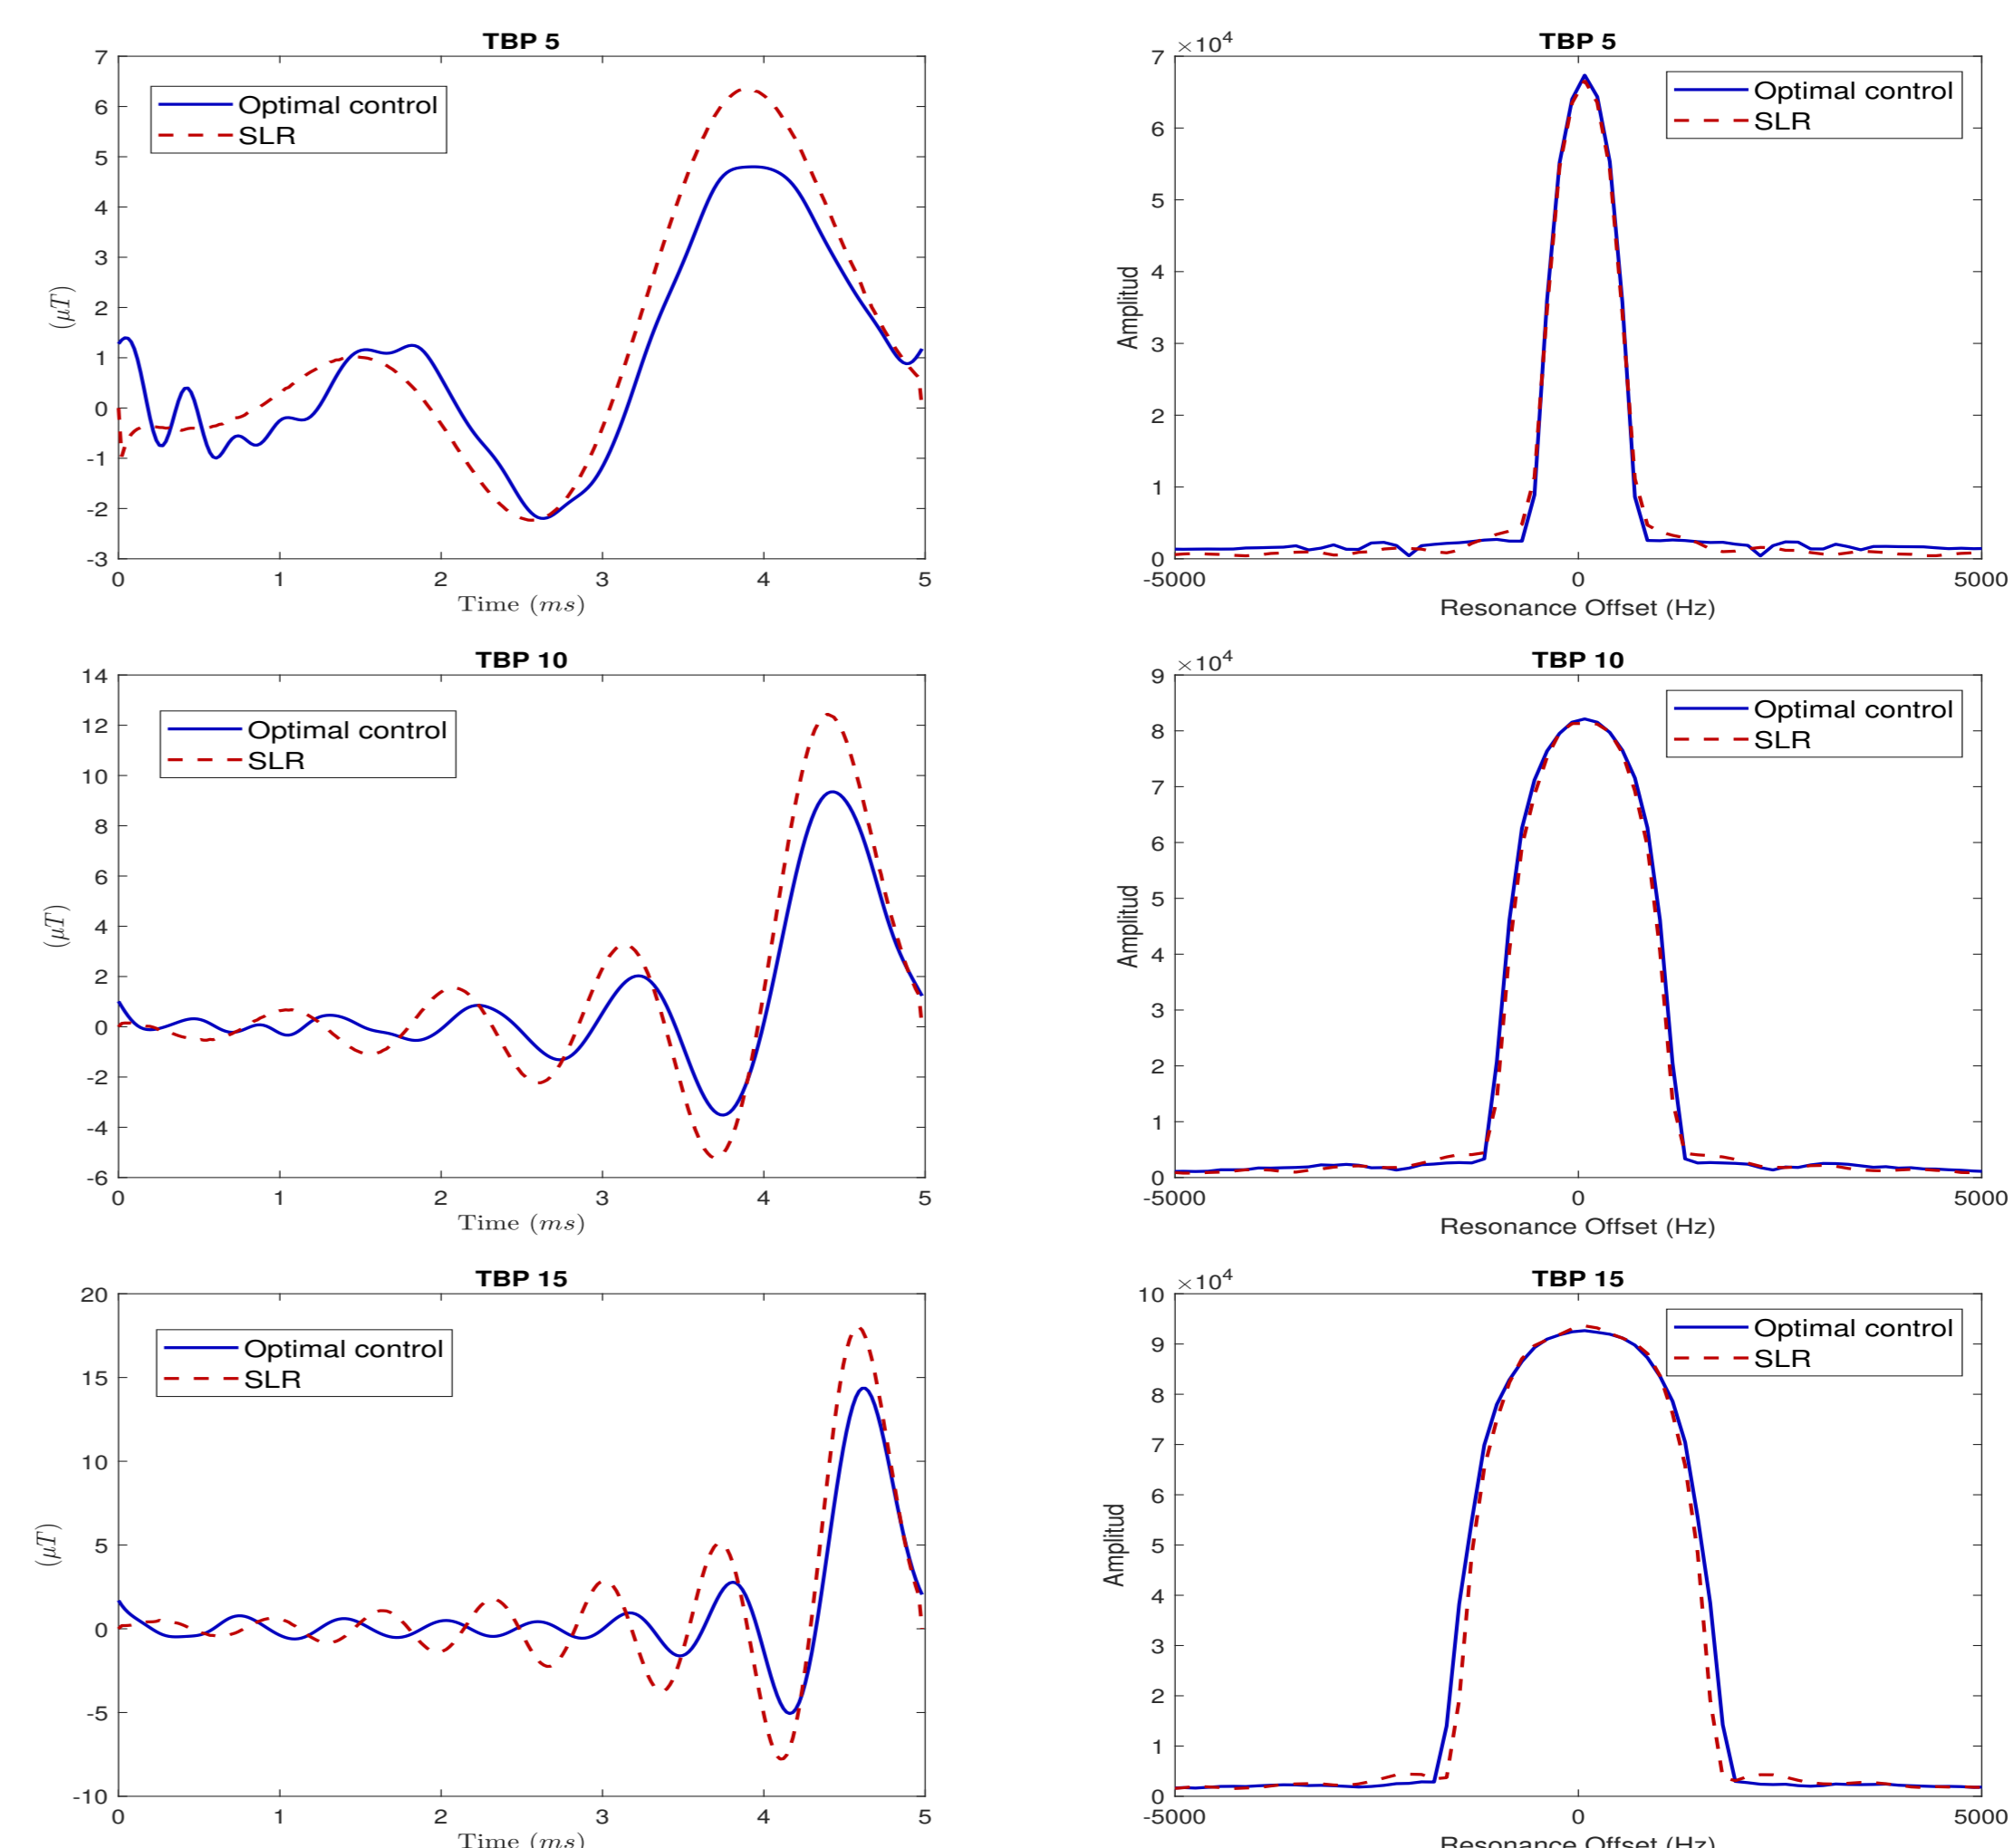 TBP 5
7
6
5
4
3
2
1
0
-1
-2
-3
(μT)
Optimal control
SLR
0 1 2 3 4 5
Time (ms)
TBP 5
×10^4
7
6
5
4
3
2
1
0
Amplitud
Optimal control
SLR
-5000 0 5000
Resonance Offset (Hz)
TBP 10
14
12
10
8
6
4
2
0
-2
-4
-6
(μT)
Optimal control
SLR
0 1 2 3 4 5
Time (ms)
TBP 10
×10^4
9
8
7
6
5
4
3
2
1
0
Amplitud
Optimal control
SLR
-5000 0 5000
Resonance Offset (Hz)
TBP 15
20
15
10
5
0
-5
-10
(μT)
Optimal control
SLR
0 1 2 3 4 5
Time (ms)
TBP 15
×10^4
10
9
8
7
6
5
4
3
2
1
0
Amplitud
Optimal control
SLR
-5000 0 5000
Resonance Offset (Hz)